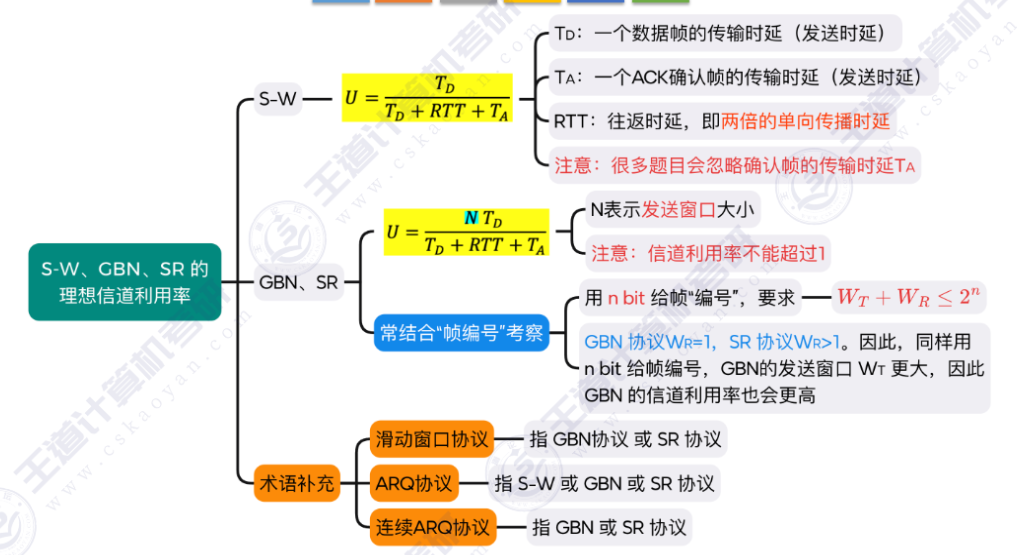 S-W、GBN、SR 的
理想信道利用率
S-W
U = T_D / (T_D + RTT + T_A)
TD：一个数据帧的传输时延（发送时延）
TA：一个ACK确认帧的传输时延（发送时延）
RTT：往返时延，即两倍的单向传播时延
注意：很多题目会忽略确认帧的传输时延TA
GBN、SR
U = N T_D / (T_D + RTT + T_A)
N表示发送窗口大小
注意：信道利用率不能超过1
常结合“帧编号”考察
用 n bit 给帧“编号”，要求
W_T + W_R ≤ 2^n
GBN 协议WR=1，SR 协议WR>1。因此，同样用
n bit 给帧编号，GBN的发送窗口 WT 更大，因此
GBN 的信道利用率也会更高
术语补充
滑动窗口协议
指 GBN协议 或 SR 协议
ARQ协议
指 S-W 或 GBN 或 SR 协议
连续ARQ协议
指 GBN 或 SR 协议
王道计算机考研
www.cskaoyan.com